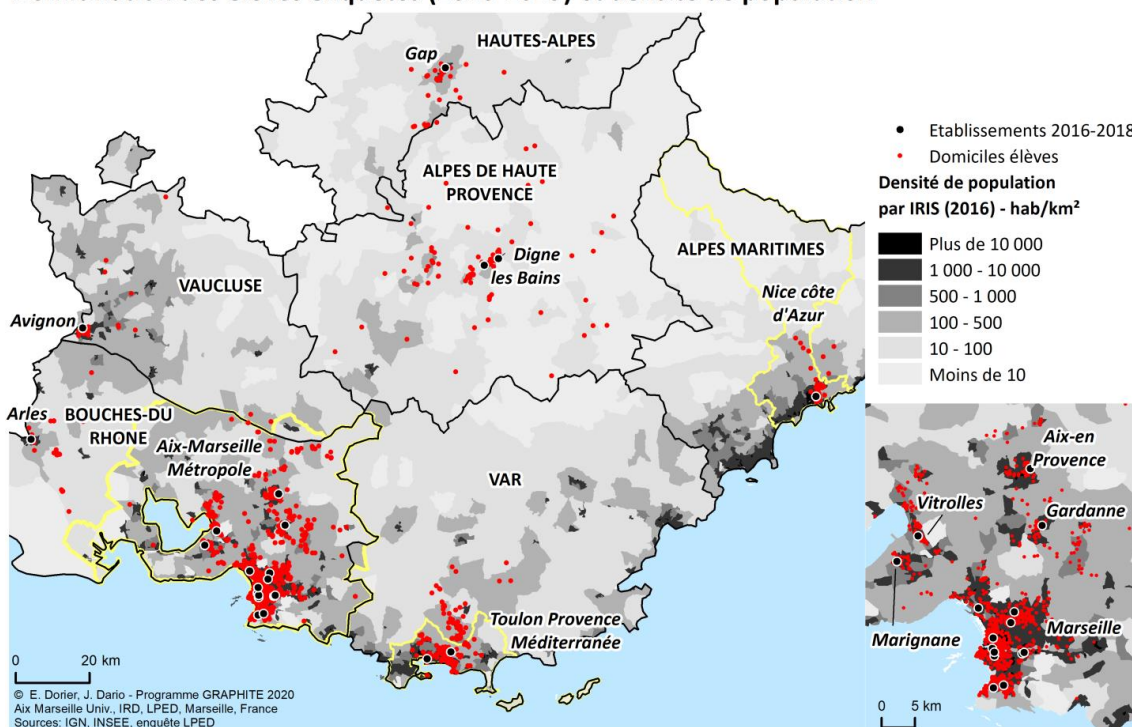 HAUTES-ALPES
Gap
ALPES DE HAUTE
PROVENCE
ALPES MARITIMES
VAUCLUSE
Digne
les Bains
Nice côte
d'Azur
Avignon
Arles
BOUCHES-DU
RHONE
Aix-Marseille
Métropole
VAR
Toulon Provence
Méditerranée
0 20 km
© E. Dorier, J. Dario - Programme GRAPHITE 2020
Aix Marseille Univ., IRD, LPED, Marseille, France
Sources: IGN, INSEE, enquête LPED
Etablissements 2016-2018
Domiciles élèves
Densité de population
par IRIS (2016) - hab/km²
Plus de 10 000
1 000 - 10 000
500 - 1 000
100 - 500
10 - 100
Moins de 10
Aix-en
Provence
Vitrolles
Gardanne
Marignane
Marseille
0 5 km